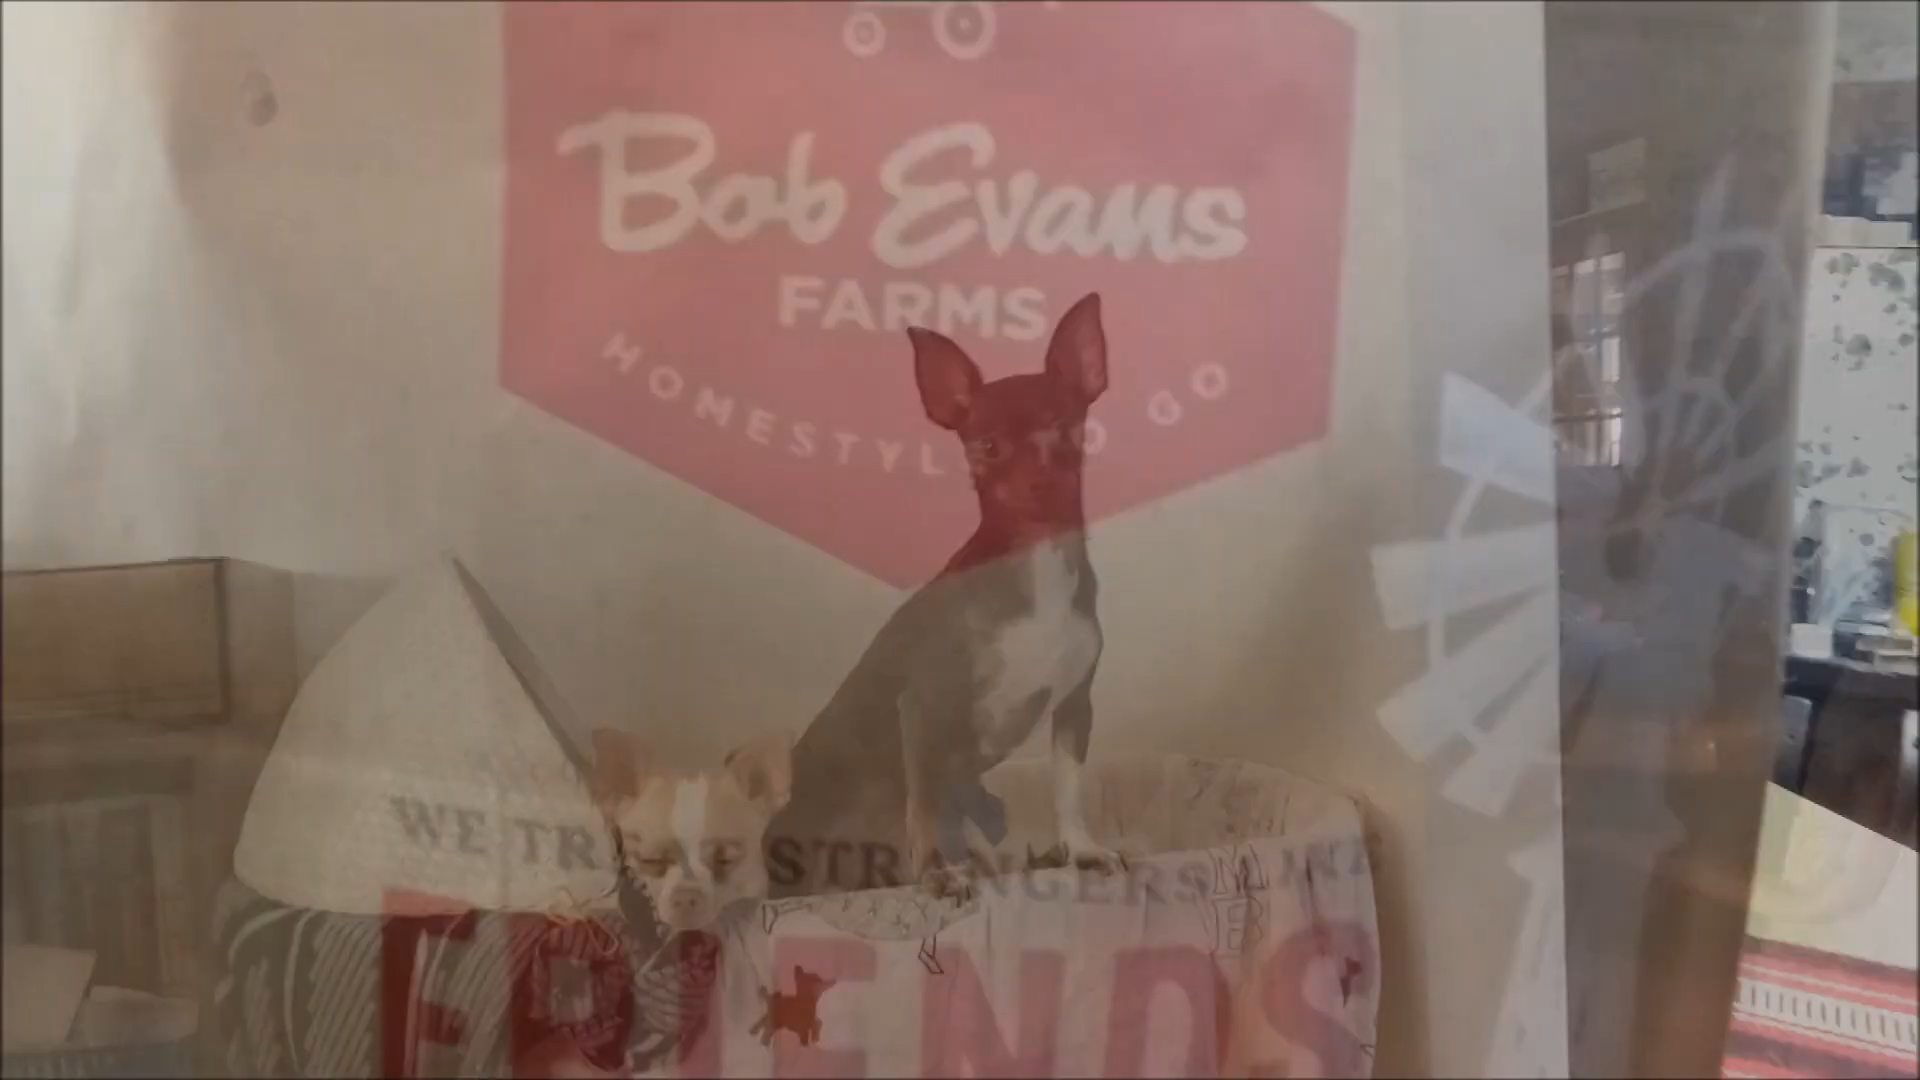 Bob Evans
FARMS
HOMESTYLE TO GO
WE TREAT STRANGERS LIKE
FRIENDS